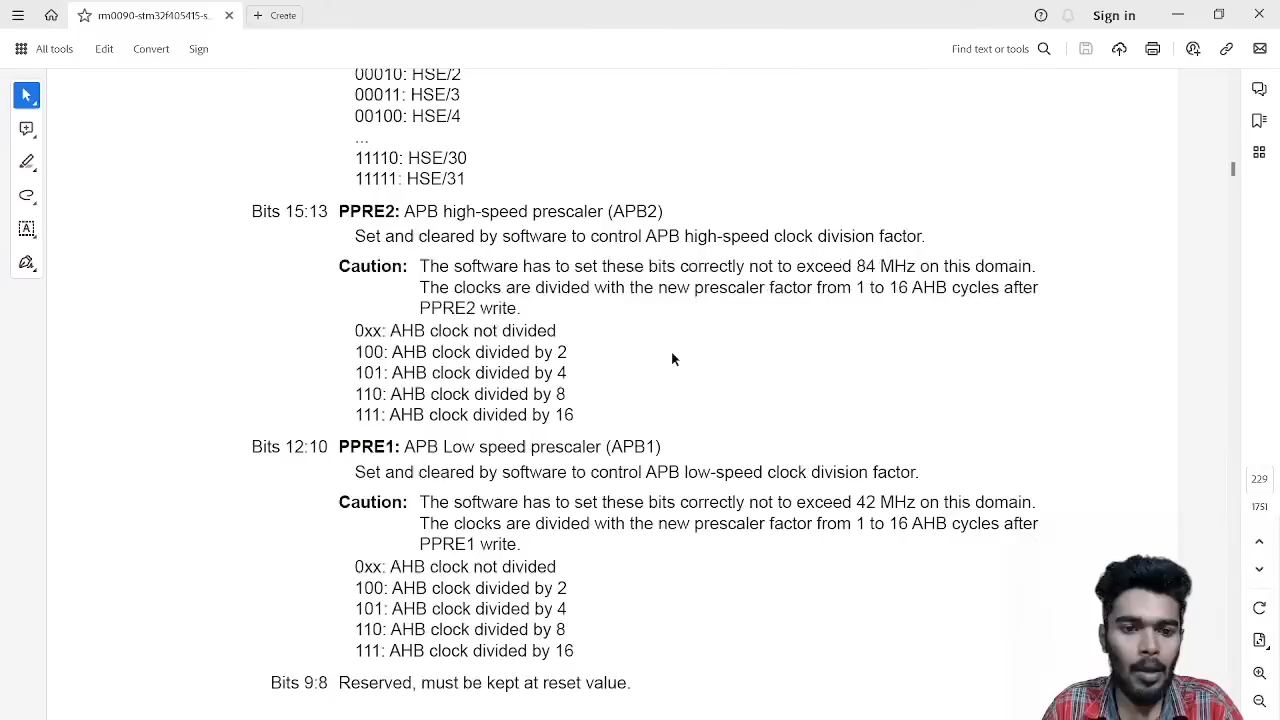 rm0090-stm32f405415-s...
Create
Sign in
All tools
Edit
Convert
Sign
Find text or tools
00010: HSE/2
00011: HSE/3
00100: HSE/4
...
11110: HSE/30
11111: HSE/31
Bits 15:13 PPRE2: APB high-speed prescaler (APB2)
Set and cleared by software to control APB high-speed clock division factor.
Caution: The software has to set these bits correctly not to exceed 84 MHz on this domain.
The clocks are divided with the new prescaler factor from 1 to 16 AHB cycles after
PPRE2 write.
0xx: AHB clock not divided
100: AHB clock divided by 2
101: AHB clock divided by 4
110: AHB clock divided by 8
111: AHB clock divided by 16
Bits 12:10 PPRE1: APB Low speed prescaler (APB1)
Set and cleared by software to control APB low-speed clock division factor.
Caution: The software has to set these bits correctly not to exceed 42 MHz on this domain.
The clocks are divided with the new prescaler factor from 1 to 16 AHB cycles after
PPRE1 write.
0xx: AHB clock not divided
100: AHB clock divided by 2
101: AHB clock divided by 4
110: AHB clock divided by 8
111: AHB clock divided by 16
Bits 9:8 Reserved, must be kept at reset value.
229
1751